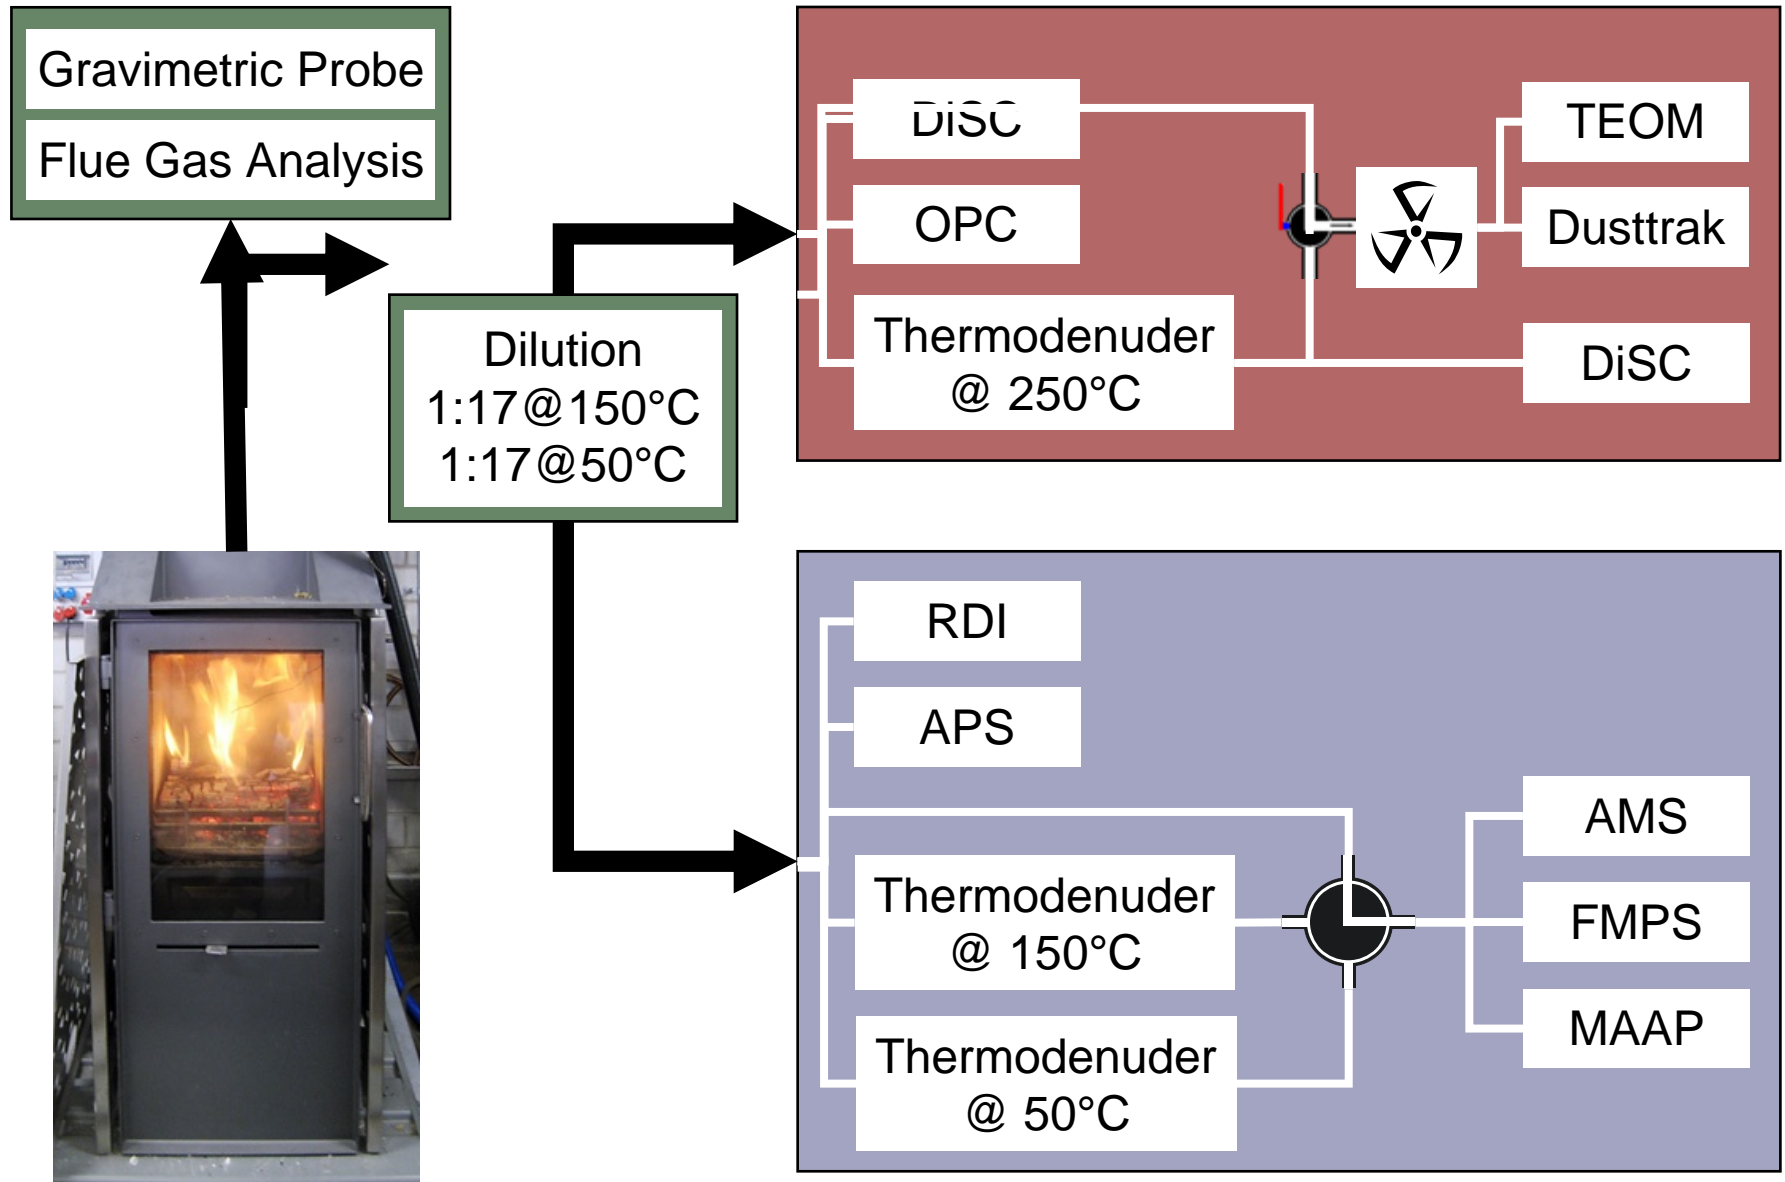 Gravimetric Probe
Flue Gas Analysis
Dilution
1:17@150°C
1:17@50°C
DiSC
OPC
Thermodenuder
@ 250°C
TEOM
Dusttrak
DiSC
RDI
APS
Thermodenuder
@ 150°C
Thermodenuder
@ 50°C
AMS
FMPS
MAAP